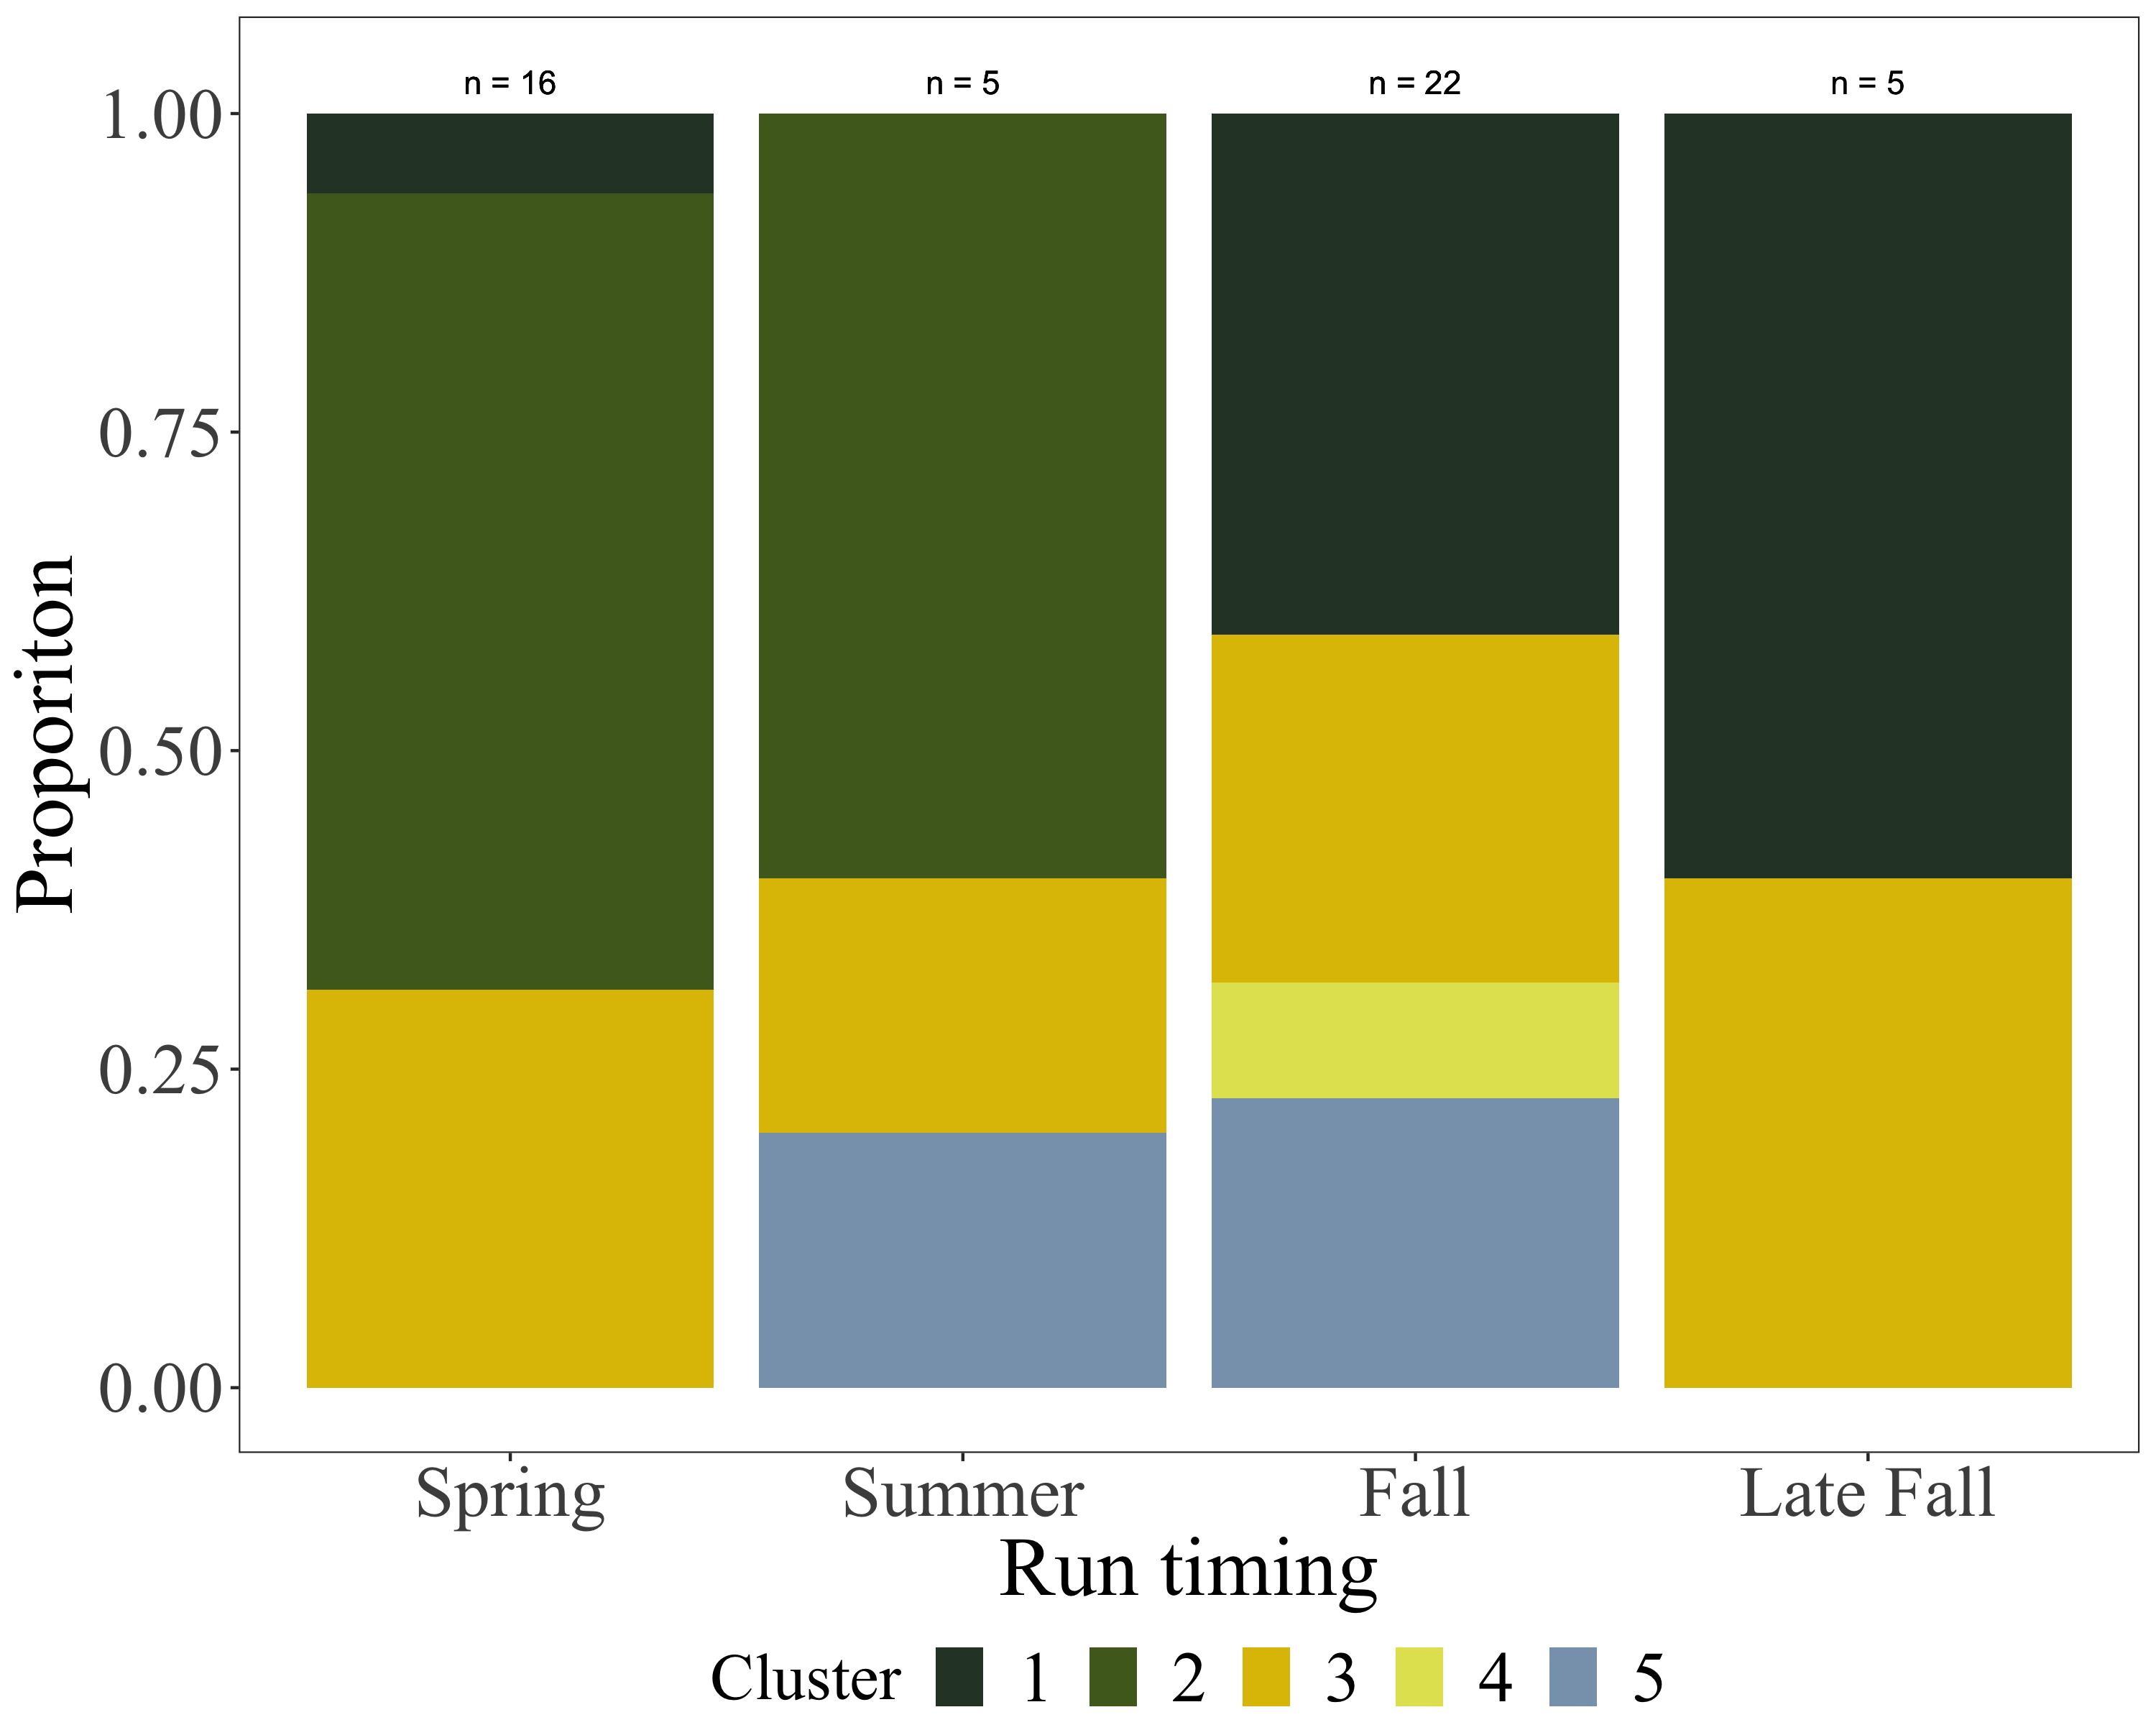 n = 16 n = 5 n = 22 n = 5
1.00
0.75
0.50
0.25
0.00
Proporiton
Spring Summer Fall Late Fall
Run timing
Cluster 1 2 3 4 5